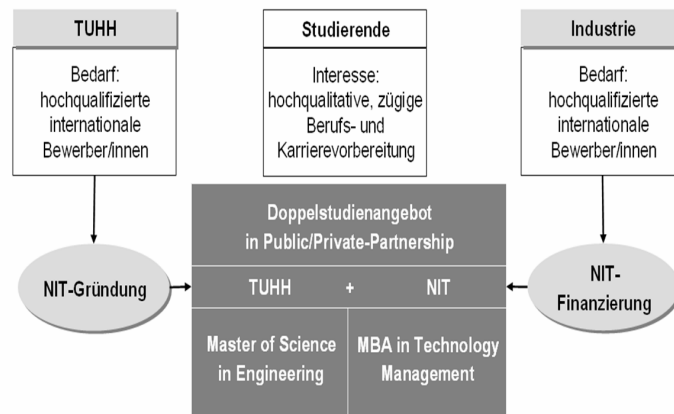 TUHH
Bedarf:
hochqualifizierte
internationale
Bewerber/innen
Studierende
Interesse:
hochqualitative, zügige
Berufs- und
Karrierevorbereitung
Industrie
Bedarf:
hochqualifizierte
internationale
Bewerber/innen
Doppelstudienangebot
in Public/Private-Partnership
NIT-Gründung
TUHH + NIT
NIT-
Finanzierung
Master of Science
in Engineering
MBA in Technology
Management